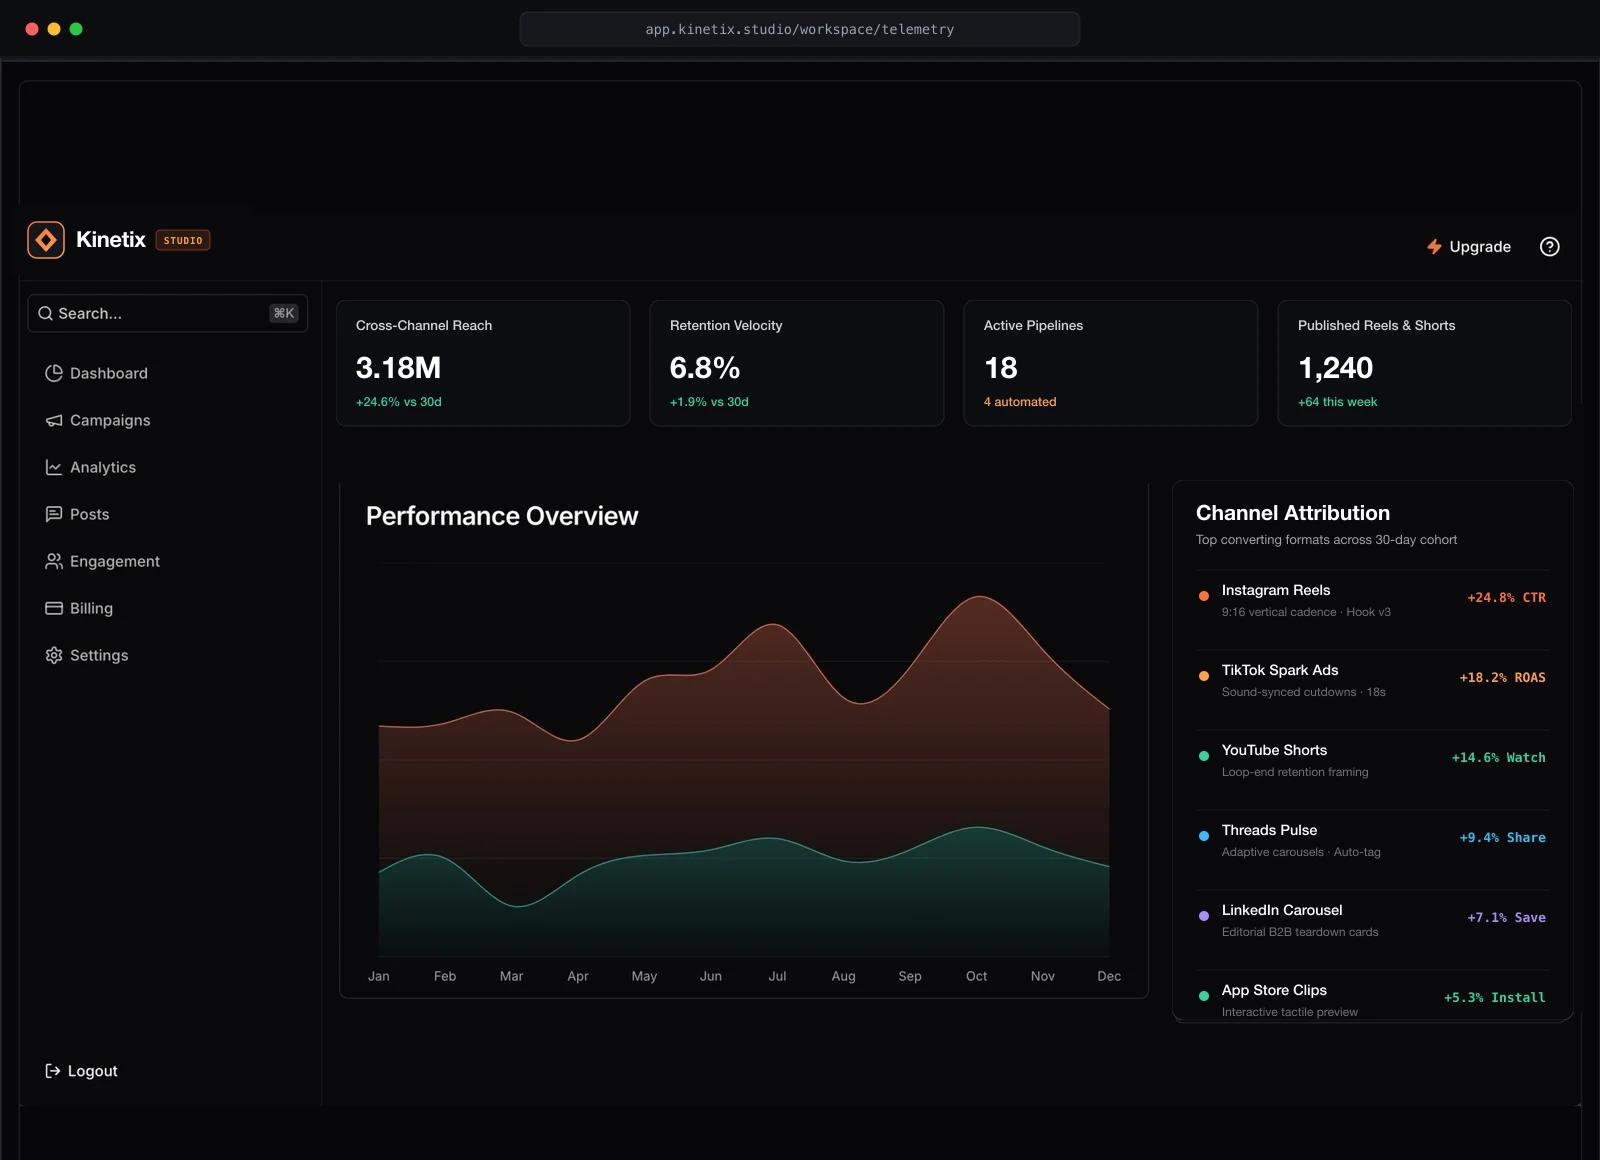 app.kinetix.studio/workspace/telemetry
Kinetix STUDIO
Upgrade
Search... ⌘K
Dashboard
Campaigns
Analytics
Posts
Engagement
Billing
Settings
Logout
Cross-Channel Reach
3.18M
+24.6% vs 30d
Retention Velocity
6.8%
+1.9% vs 30d
Active Pipelines
18
4 automated
Published Reels & Shorts
1,240
+64 this week
Performance Overview
Jan Feb Mar Apr May Jun Jul Aug Sep Oct Nov Dec
Channel Attribution
Top converting formats across 30-day cohort
Instagram Reels
9:16 vertical cadence · Hook v3
+24.8% CTR
TikTok Spark Ads
Sound-synced cutdowns · 18s
+18.2% ROAS
YouTube Shorts
Loop-end retention framing
+14.6% Watch
Threads Pulse
Adaptive carousels · Auto-tag
+9.4% Share
LinkedIn Carousel
Editorial B2B teardown cards
+7.1% Save
App Store Clips
Interactive tactile preview
+5.3% Install